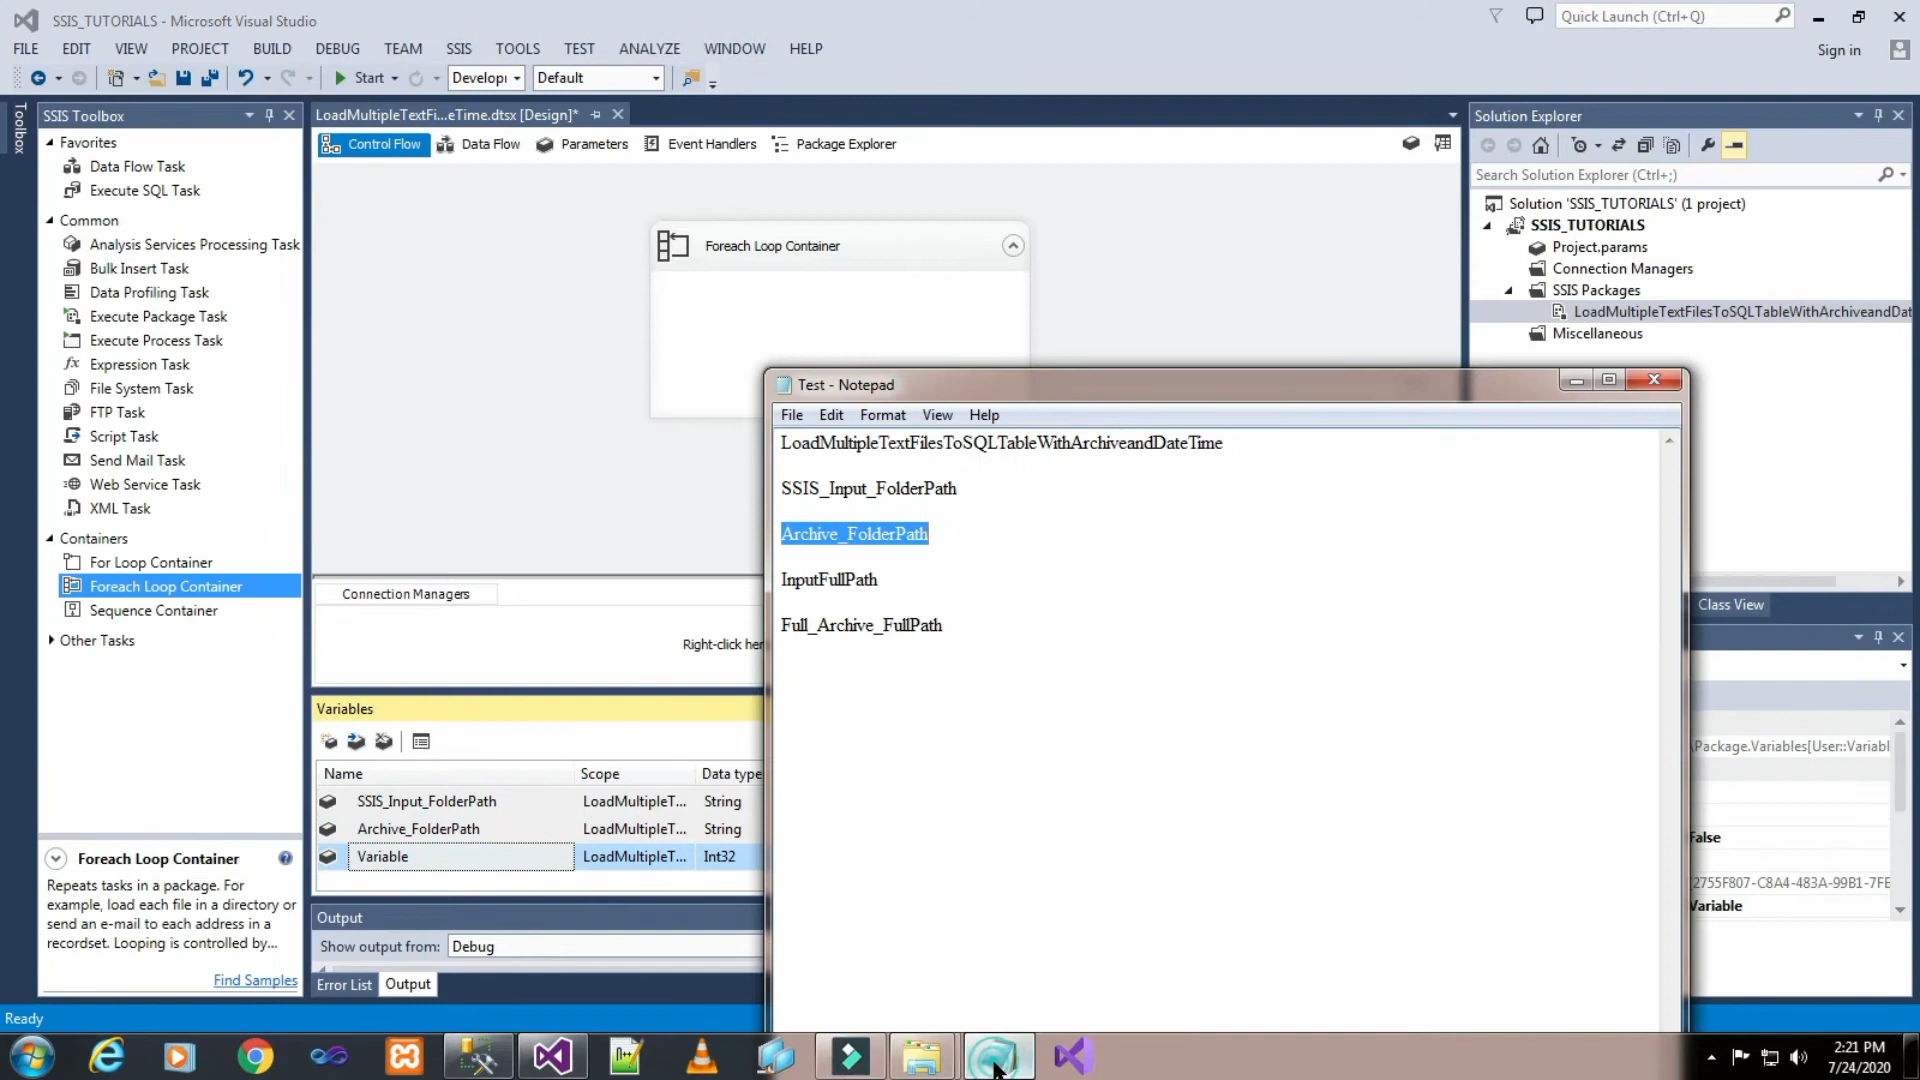 SSIS_TUTORIALS - Microsoft Visual Studio
Quick Launch (Ctrl+Q)
FILE EDIT VIEW PROJECT BUILD DEBUG TEAM SSIS TOOLS TEST ANALYZE WINDOW HELP
Sign in
Start Developı Default
Toolbox
SSIS Toolbox
Favorites
Data Flow Task
Execute SQL Task
Common
Analysis Services Processing Task
Bulk Insert Task
Data Profiling Task
Execute Package Task
Execute Process Task
Expression Task
File System Task
FTP Task
Script Task
Send Mail Task
Web Service Task
XML Task
Containers
For Loop Container
Foreach Loop Container
Sequence Container
Other Tasks
Foreach Loop Container
Repeats tasks in a package. For
example, load each file in a directory or
send an e-mail to each address in a
recordset. Looping is controlled by...
Find Samples
LoadMultipleTextFi...eTime.dtsx [Design]*
Control Flow Data Flow Parameters Event Handlers Package Explorer
Foreach Loop Container
Connection Managers
Right-click her
Variables
Name Scope Data type
SSIS_Input_FolderPath LoadMultipleT... String
Archive_FolderPath LoadMultipleT... String
Variable LoadMultipleT... Int32
Output
Show output from: Debug
Error List Output
Test - Notepad
File Edit Format View Help
LoadMultipleTextFilesToSQLTableWithArchiveandDateTime
SSIS_Input_FolderPath
Archive_FolderPath
InputFullPath
Full_Archive_FullPath
Solution Explorer
Search Solution Explorer (Ctrl+;)
Solution 'SSIS_TUTORIALS' (1 project)
SSIS_TUTORIALS
Project.params
Connection Managers
SSIS Packages
LoadMultipleTextFilesToSQLTableWithArchiveandDat
Miscellaneous
Class View
\Package.Variables[User::Variabl
False
2755F807-C8A4-483A-99B1-7FE
Variable
Ready
2:21 PM
7/24/2020